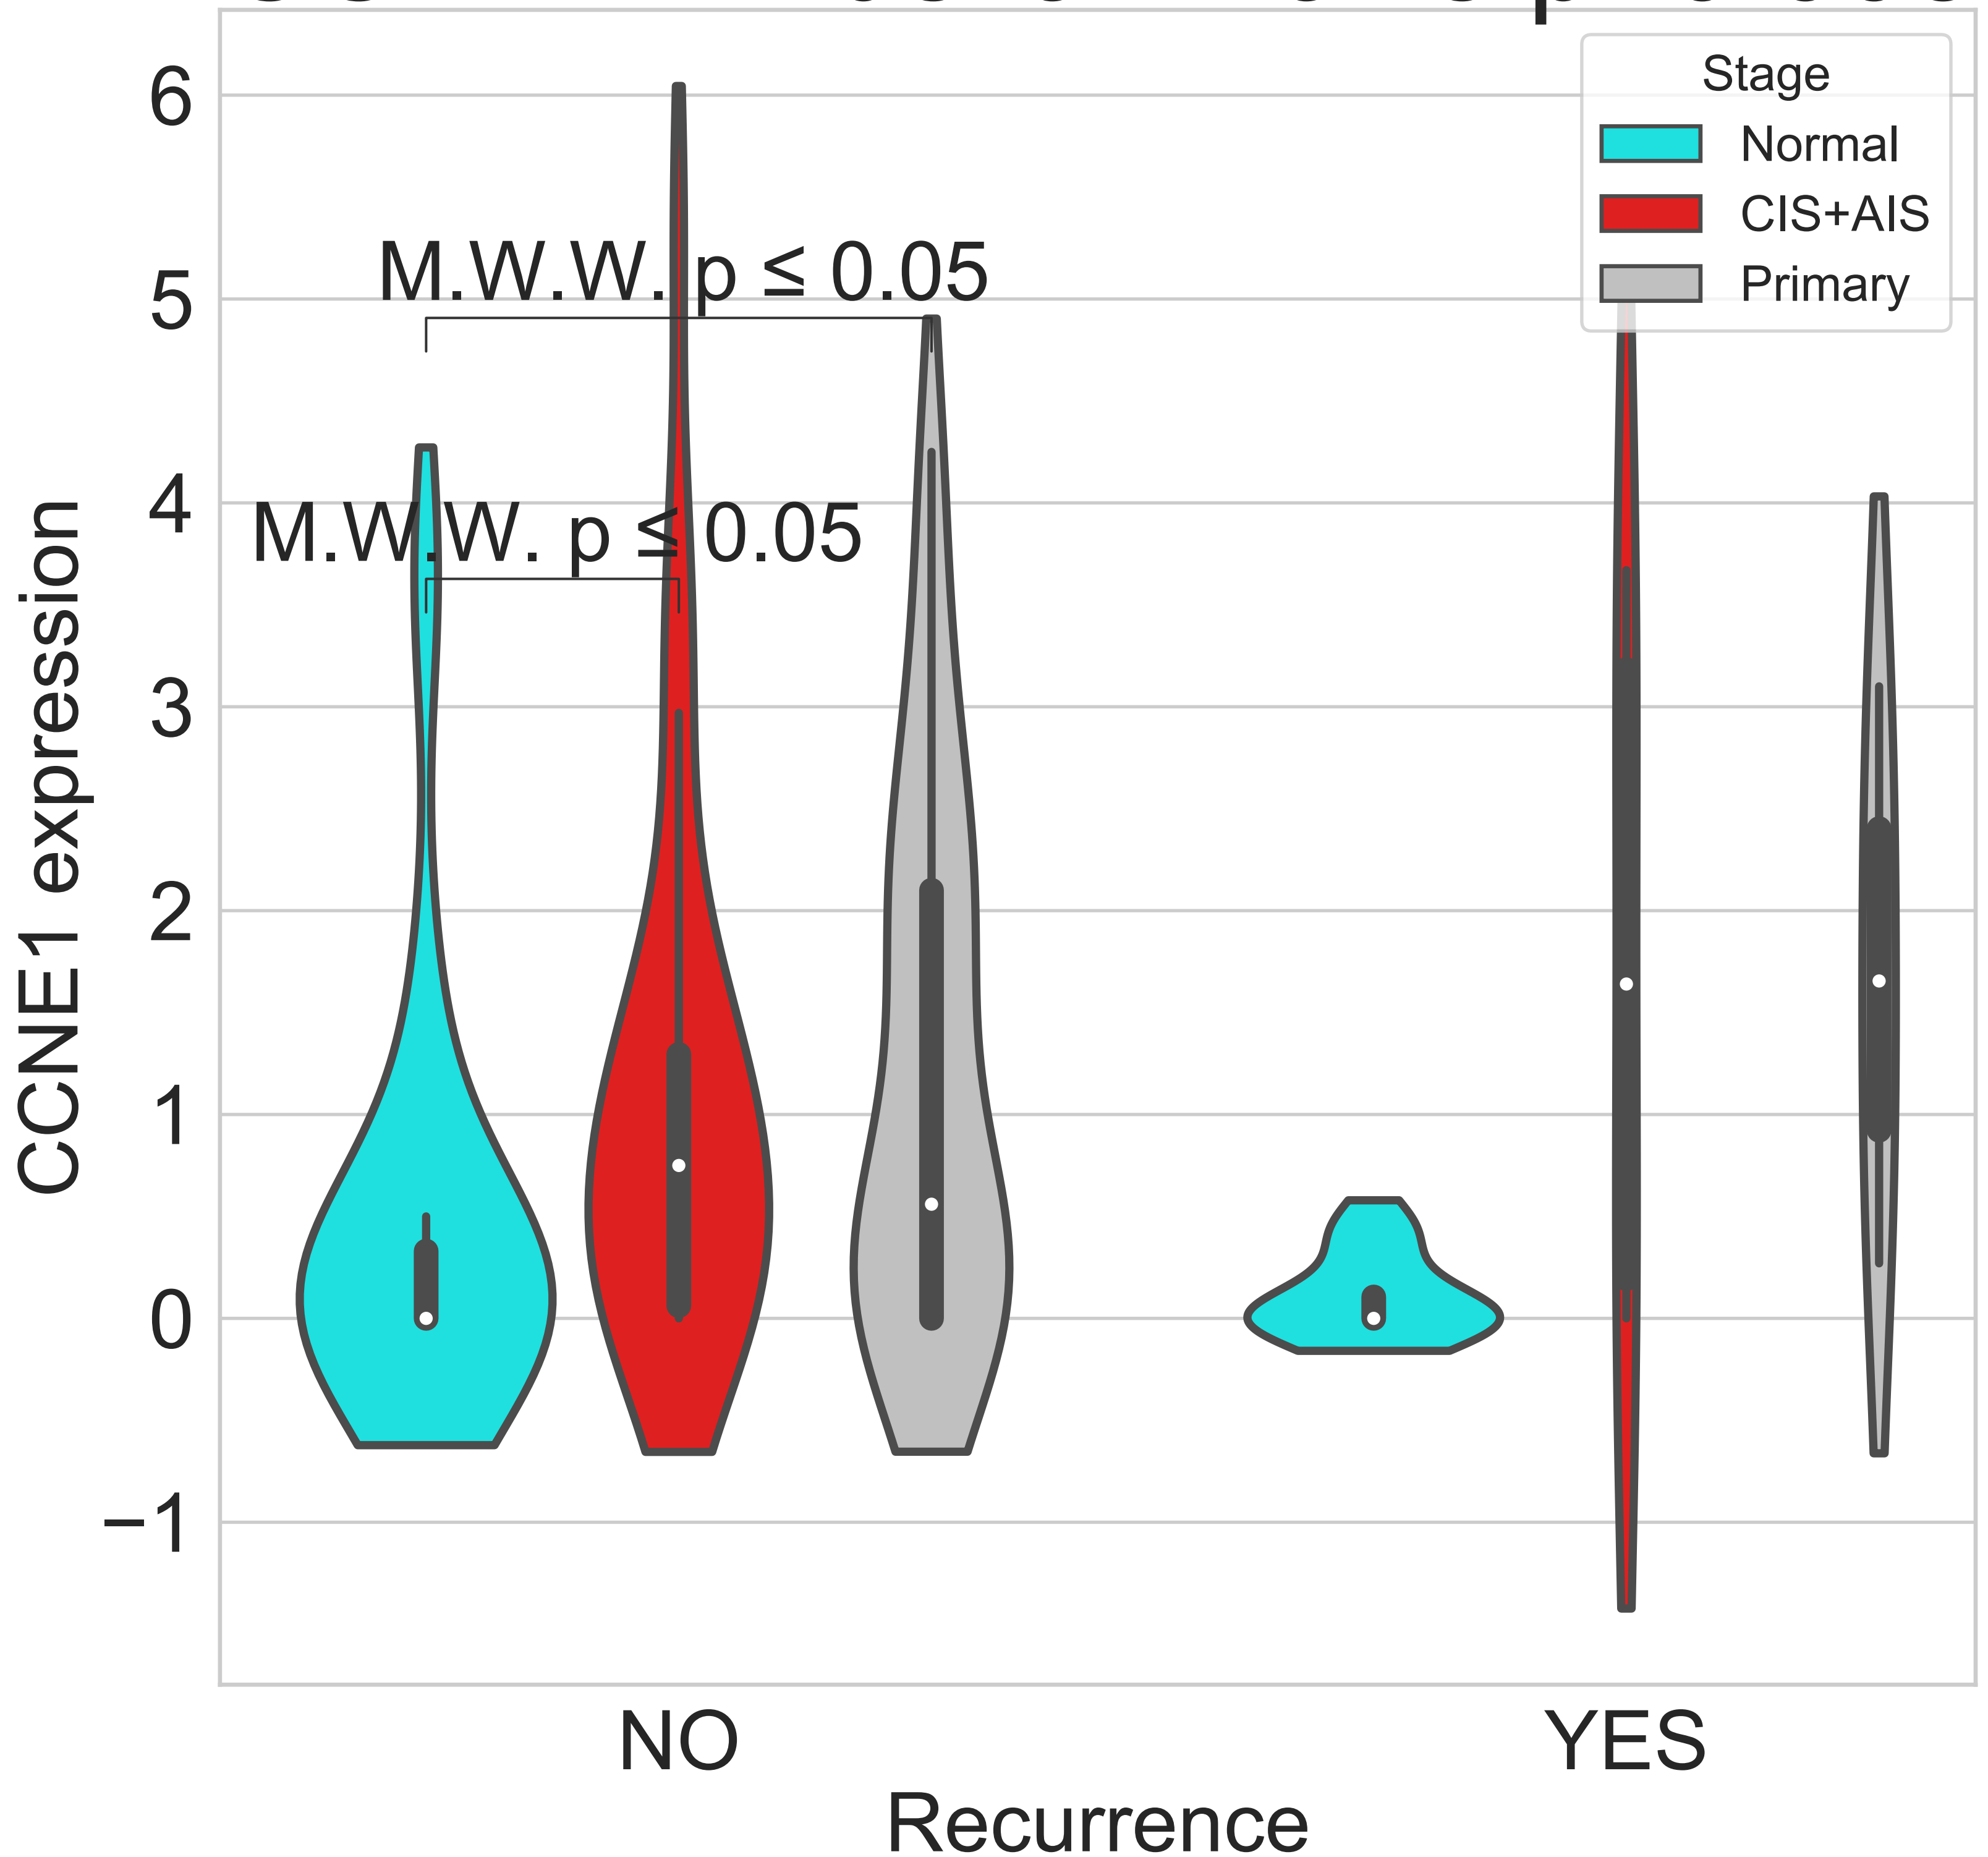 6
5
4
3
2
1
0
−1
CCNE1 expression
M.W.W. p ≤ 0.05
M.W.W. p ≤ 0.05
Stage
Normal
CIS+AIS
Primary
NO
YES
Recurrence